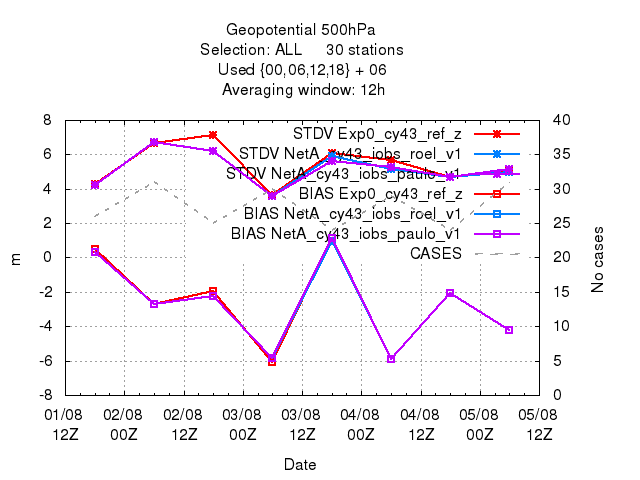 Geopotential 500hPa
Selection: ALL 30 stations
Used {00,06,12,18} + 06
Averaging window: 12h
8
6
4
2
0
-2
-4
-6
-8
m
40
35
30
25
20
15
10
5
0
No cases
STDV Exp0_cy43_ref_z
STDV NetA_cy43_iobs_roel_v1
STDV NetA_cy43_iobs_paulo_v1
BIAS Exp0_cy43_ref_z
BIAS NetA_cy43_iobs_roel_v1
BIAS NetA_cy43_iobs_paulo_v1
CASES
01/08 02/08 02/08 03/08 03/08 04/08 04/08 05/08 05/08
12Z 00Z 12Z 00Z 12Z 00Z 12Z 00Z 12Z
Date